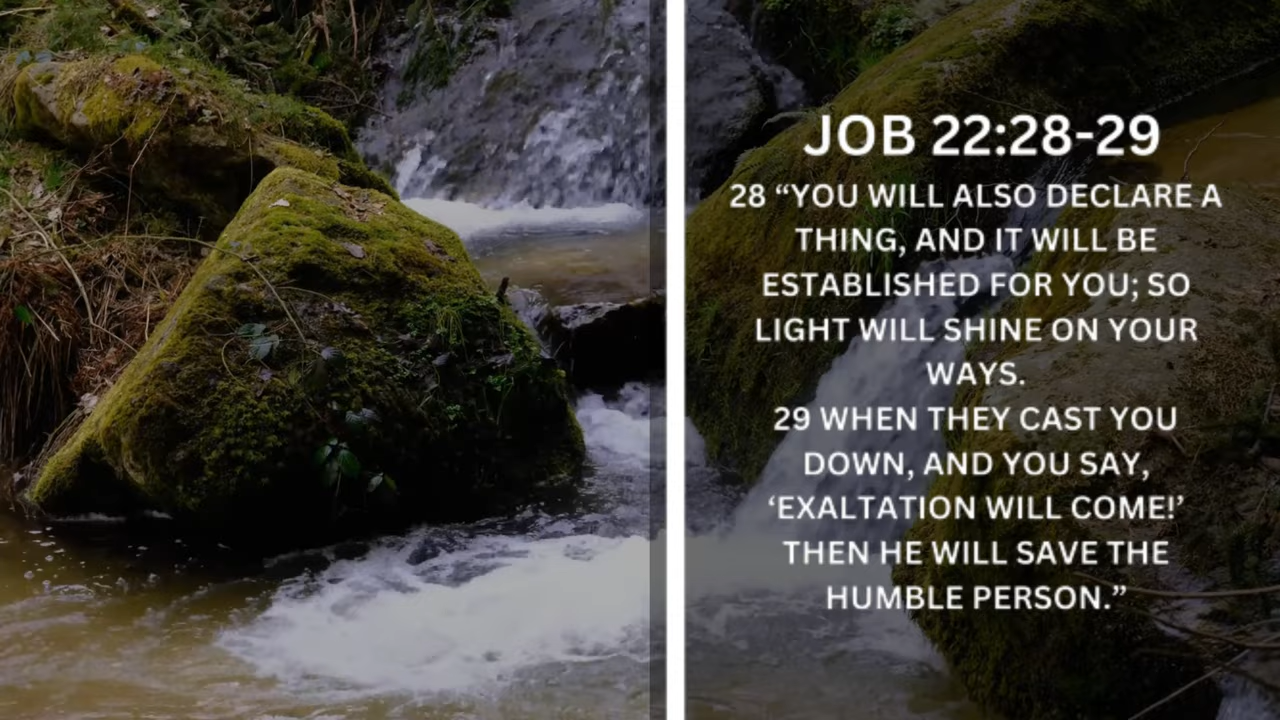 JOB 22:28-29
28 “YOU WILL ALSO DECLARE A
THING, AND IT WILL BE
ESTABLISHED FOR YOU; SO
LIGHT WILL SHINE ON YOUR
WAYS.
29 WHEN THEY CAST YOU
DOWN, AND YOU SAY,
‘EXALTATION WILL COME!’
THEN HE WILL SAVE THE
HUMBLE PERSON.”